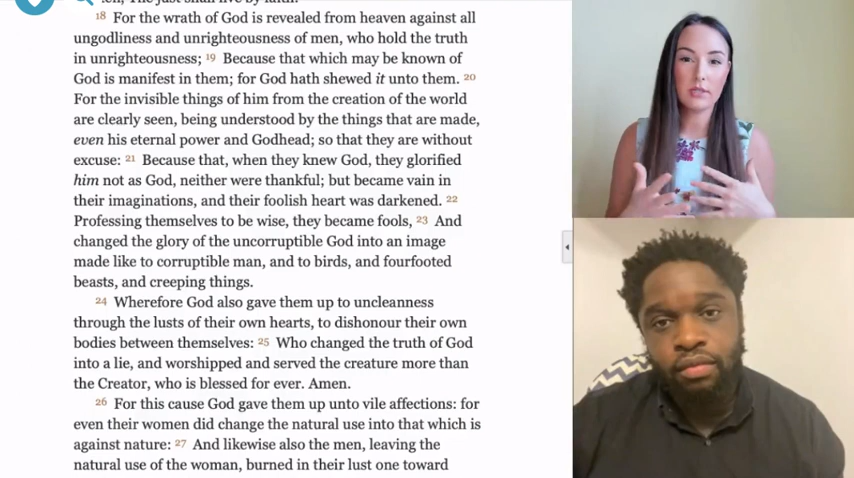 The just shall live by faith.
18 For the wrath of God is revealed from heaven against all
ungodliness and unrighteousness of men, who hold the truth
in unrighteousness; 19 Because that which may be known of
God is manifest in them; for God hath shewed it unto them. 20
For the invisible things of him from the creation of the world
are clearly seen, being understood by the things that are made,
even his eternal power and Godhead; so that they are without
excuse: 21 Because that, when they knew God, they glorified
him not as God, neither were thankful; but became vain in
their imaginations, and their foolish heart was darkened. 22
Professing themselves to be wise, they became fools, 23 And
changed the glory of the uncorruptible God into an image
made like to corruptible man, and to birds, and fourfooted
beasts, and creeping things.
24 Wherefore God also gave them up to uncleanness
through the lusts of their own hearts, to dishonour their own
bodies between themselves: 25 Who changed the truth of God
into a lie, and worshipped and served the creature more than
the Creator, who is blessed for ever. Amen.
26 For this cause God gave them up unto vile affections: for
even their women did change the natural use into that which is
against nature: 27 And likewise also the men, leaving the
natural use of the woman, burned in their lust one toward